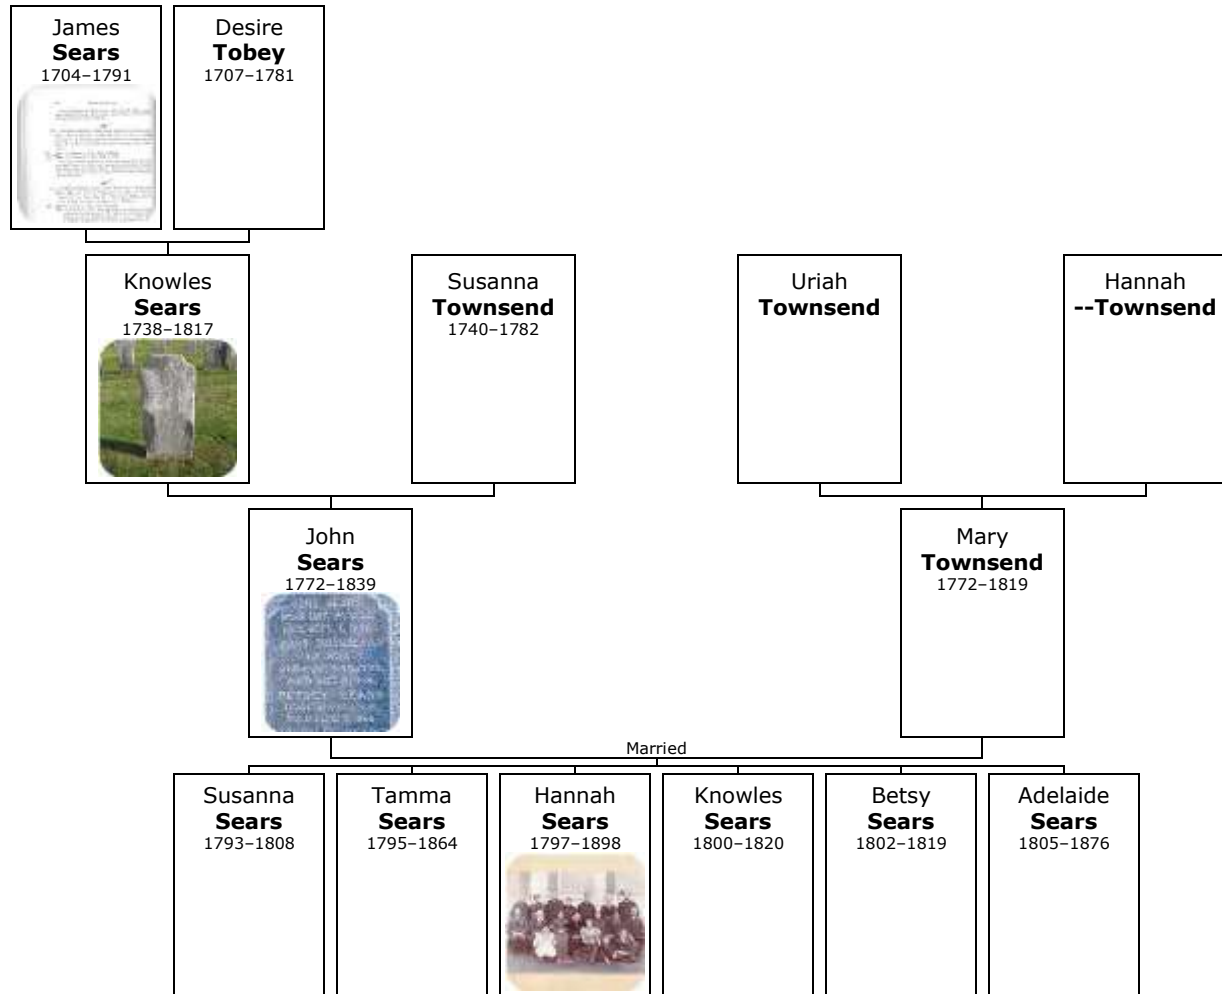 James
Sears
1704–1791
Desire
Tobey
1707–1781
Knowles
Sears
1738–1817
Susanna
Townsend
1740–1782
Uriah
Townsend
Hannah
--Townsend
John
Sears
1772–1839
Mary
Townsend
1772–1819
Married
Susanna
Sears
1793–1808
Tamma
Sears
1795–1864
Hannah
Sears
1797–1898
Knowles
Sears
1800–1820
Betsy
Sears
1802–1819
Adelaide
Sears
1805–1876